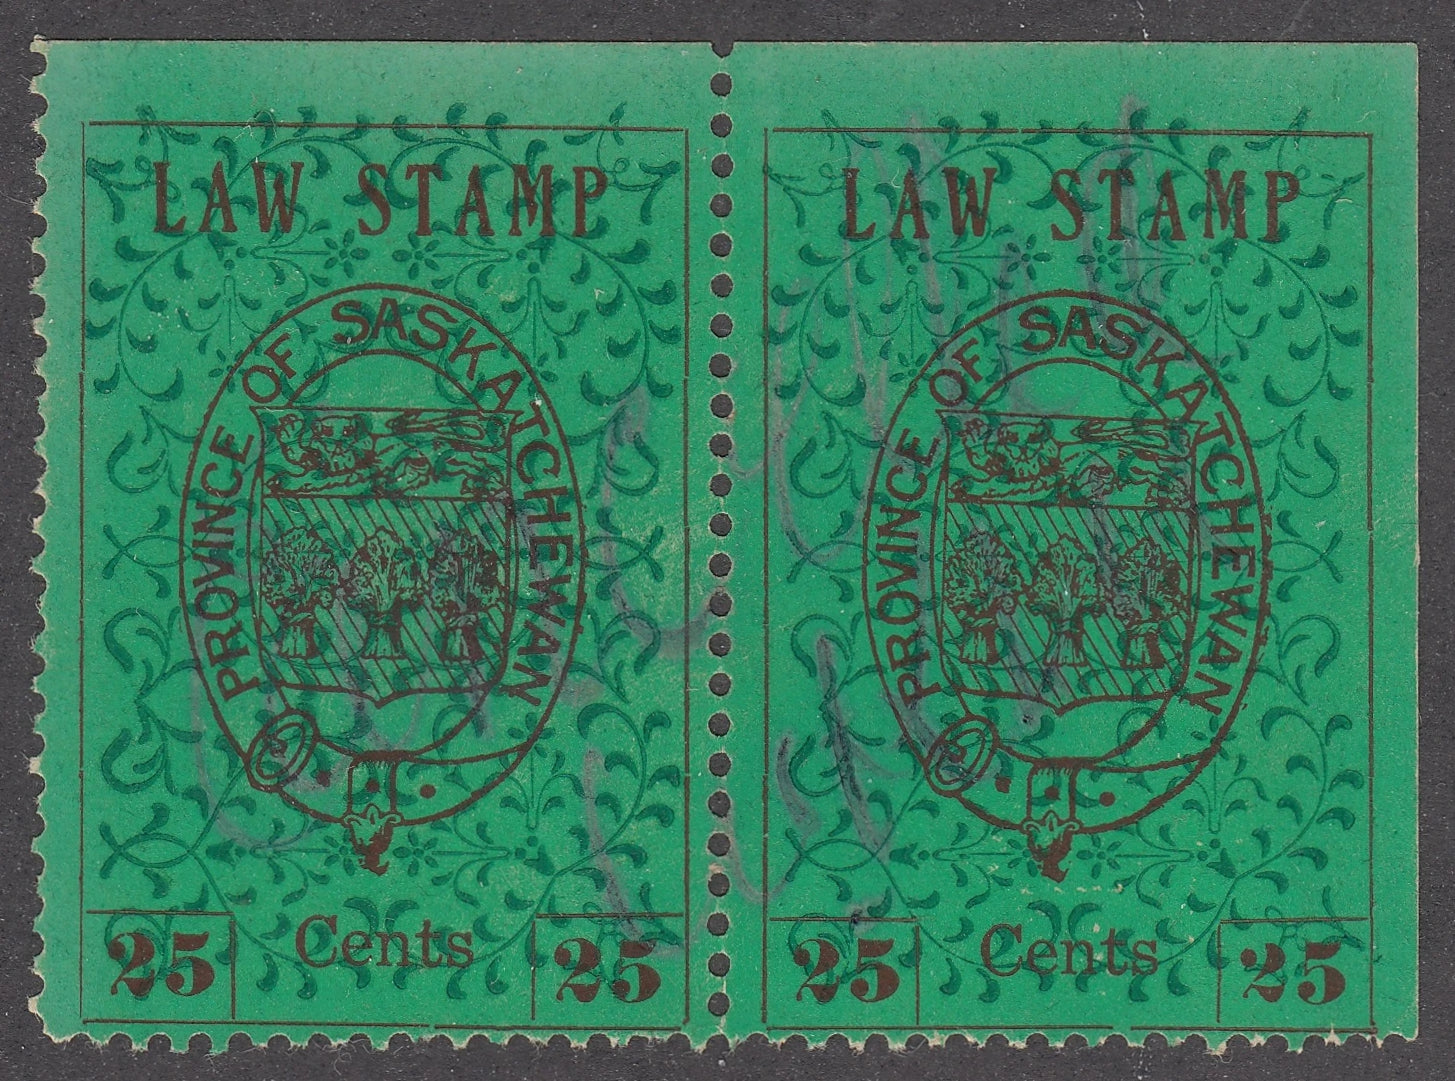 LAW STAMP
PROVINCE OF SASKATCHEWAN
25 Cents 25
LAW STAMP
PROVINCE OF SASKATCHEWAN
25 Cents 25